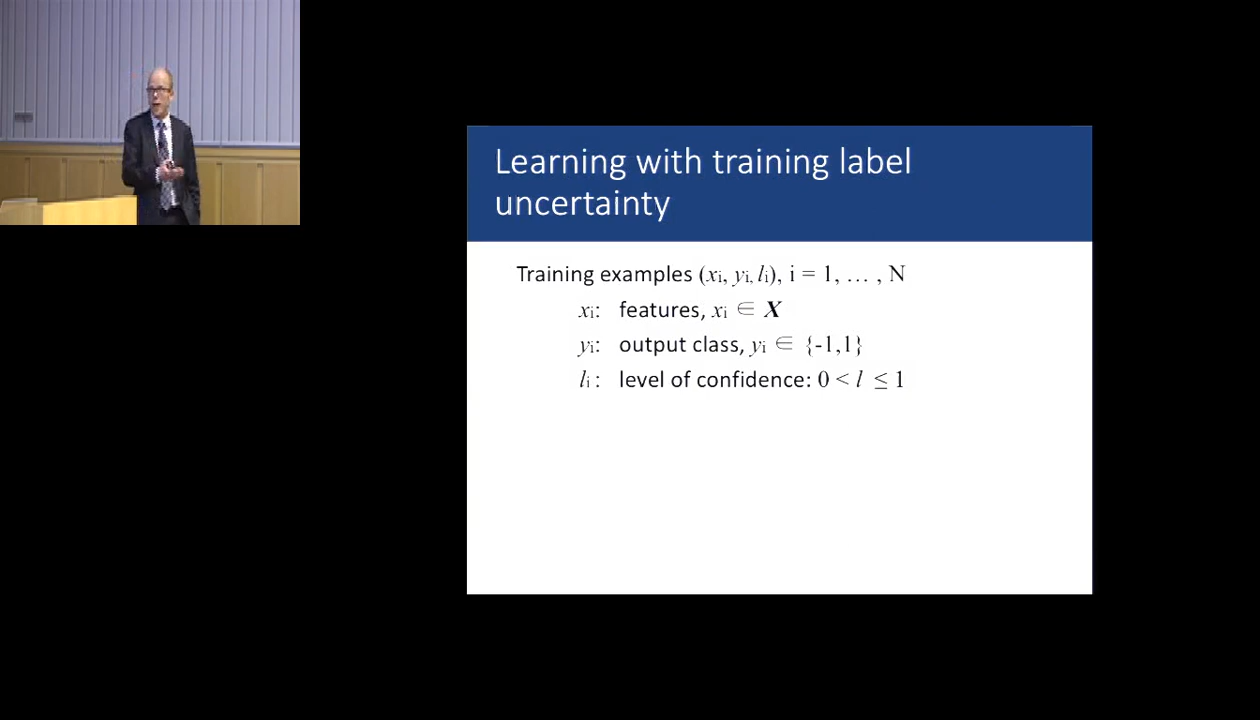 Learning with training label
uncertainty
Training examples (xi, yi, li), i = 1, … , N
xi: features, xi ∈ X
yi: output class, yi ∈ {-1,1}
li : level of confidence: 0 < l ≤ 1